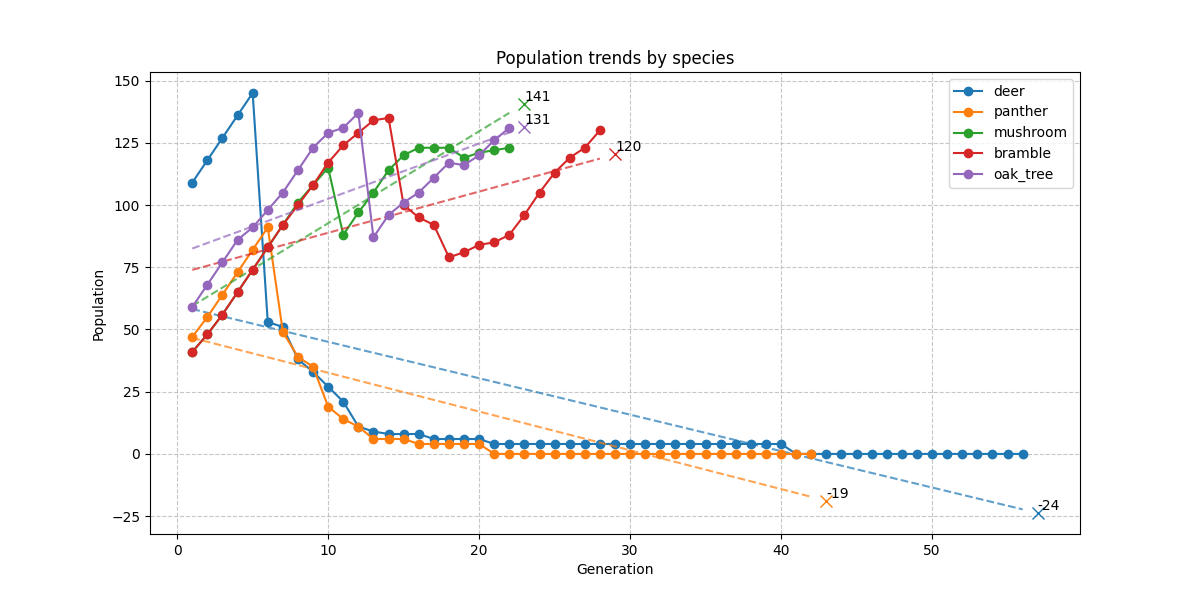 Population trends by species
Population
150
125
100
75
50
25
0
−25
0 10 20 30 40 50
Generation
deer
panther
mushroom
bramble
oak_tree
141
131
120
-19
-24